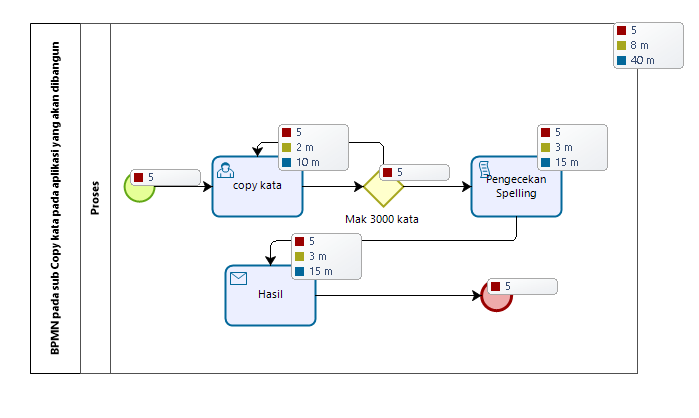 BPMN pada sub Copy kata pada aplikasi yang akan dibangun
Proses
5
8 m
40 m
5
5
2 m
10 m
copy kata
5
Mak 3000 kata
5
3 m
15 m
Pengecekan
Spelling
5
3 m
15 m
Hasil
5